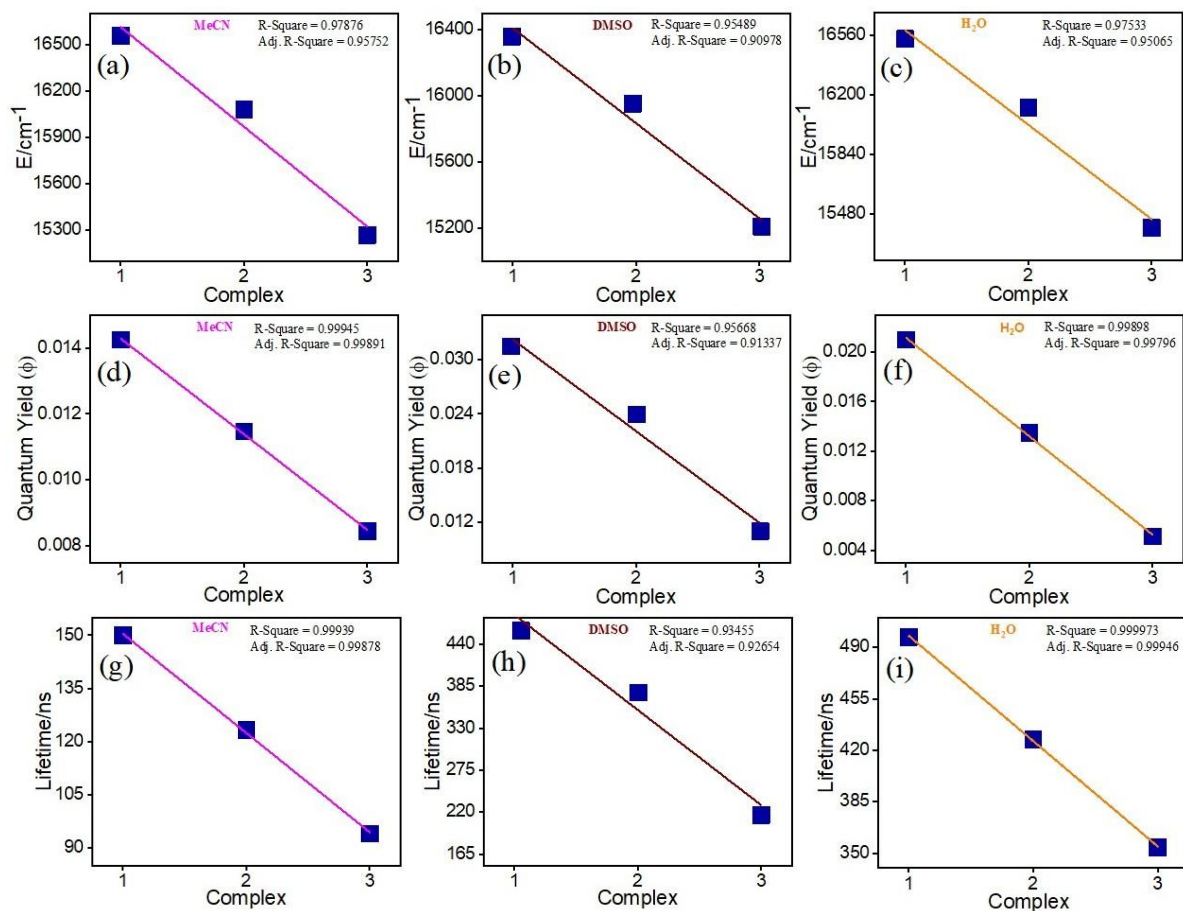 MeCN
R-Square = 0.97876
Adj. R-Square = 0.95752
(a)
16500
16200
15900
15600
15300
E/cm-1
1 2 3
Complex
DMSO
R-Square = 0.95489
Adj. R-Square = 0.90978
(b)
16400
16000
15600
15200
E/cm-1
1 2 3
Complex
H2O
R-Square = 0.97533
Adj. R-Square = 0.95065
(c)
16560
16200
15840
15480
E/cm-1
1 2 3
Complex
MeCN
R-Square = 0.99945
Adj. R-Square = 0.99891
(d)
0.014
0.012
0.010
0.008
Quantum Yield (ϕ)
1 2 3
Complex
DMSO
R-Square = 0.95668
Adj. R-Square = 0.91337
(e)
0.030
0.024
0.018
0.012
Quantum Yield (ϕ)
1 2 3
Complex
H2O
R-Square = 0.99898
Adj. R-Square = 0.99796
(f)
0.020
0.016
0.012
0.008
0.004
Quantum Yield (ϕ)
1 2 3
Complex
MeCN
R-Square = 0.99939
Adj. R-Square = 0.99878
(g)
150
135
120
105
90
Lifetime/ns
1 2 3
Complex
DMSO
R-Square = 0.93455
Adj. R-Square = 0.92654
(h)
440
385
330
275
220
165
Lifetime/ns
1 2 3
Complex
H2O
R-Square = 0.999973
Adj. R-Square = 0.99946
(i)
490
455
420
385
350
Lifetime/ns
1 2 3
Complex